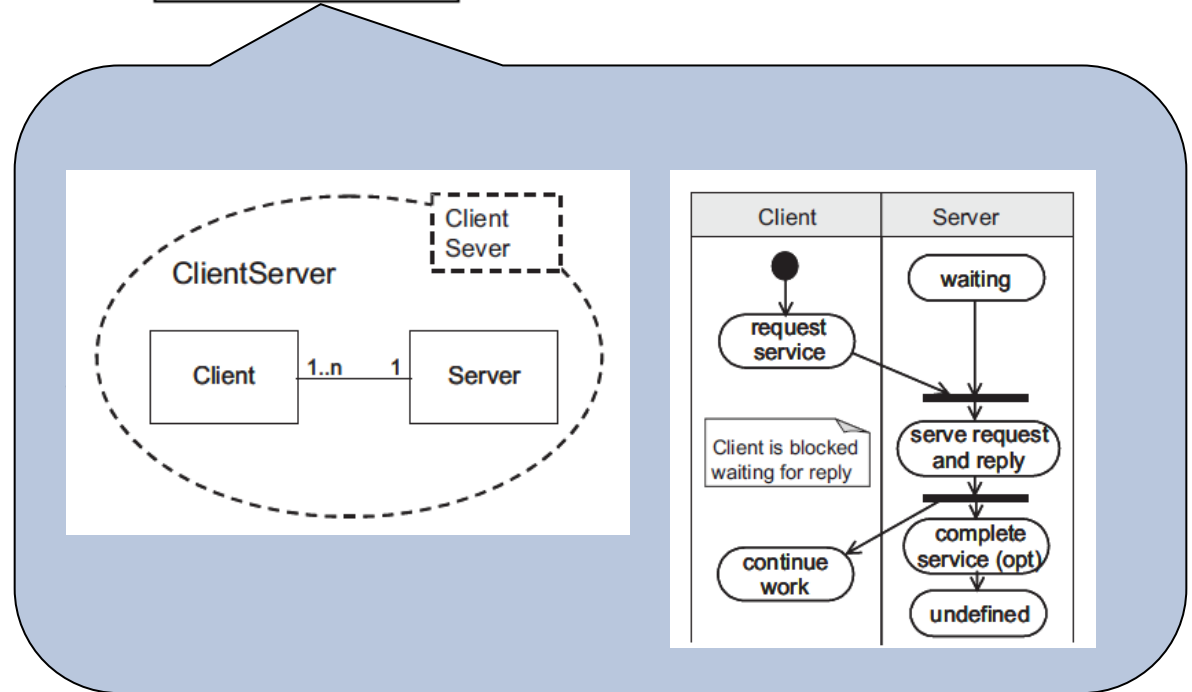 Client
Sever
ClientServer
Client
1..n
1
Server
Client
Server
waiting
request
service
Client is blocked
waiting for reply
serve request
and reply
complete
service (opt)
continue
work
undefined